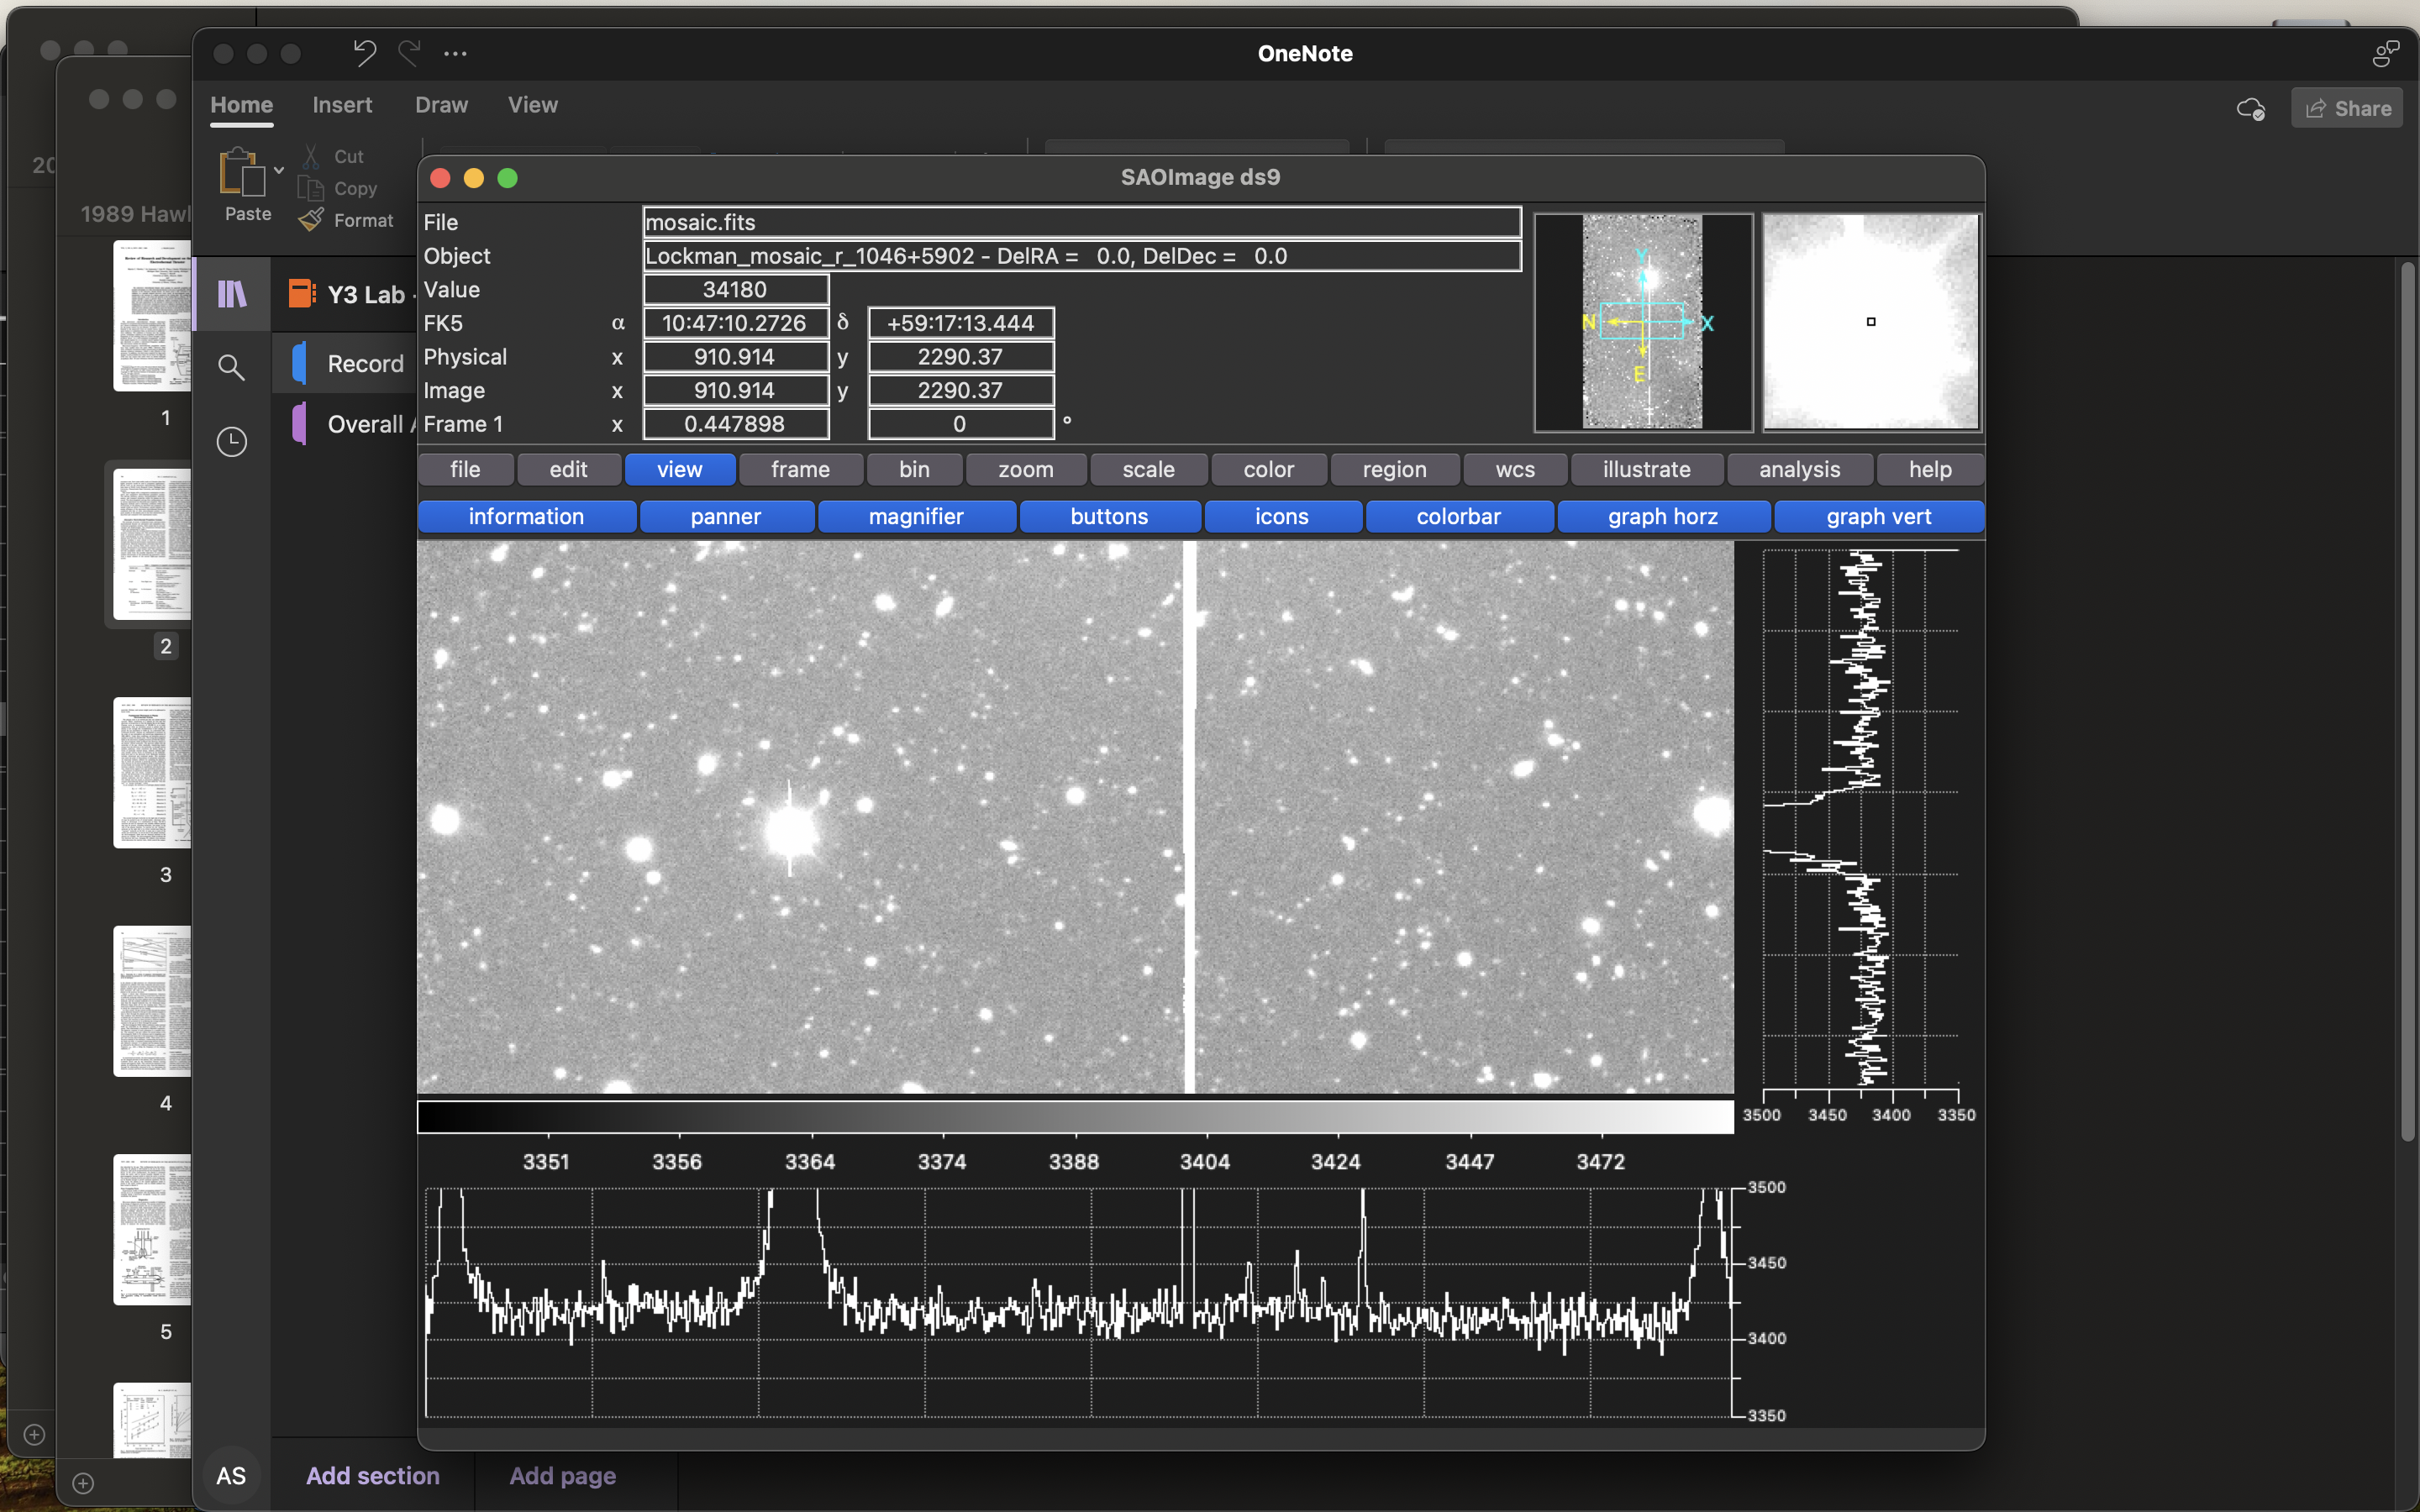 OneNote
Home Insert Draw View
Share
20
Paste
Cut
Copy
Format
1989 Hawl
Y3 Lab -
Record
Overall A
1
2
3
4
5
SAOImage ds9
File mosaic.fits
Object Lockman_mosaic_r_1046+5902 - DelRA = 0.0, DelDec = 0.0
Value 34180
FK5 α 10:47:10.2726 δ +59:17:13.444
Physical x 910.914 y 2290.37
Image x 910.914 y 2290.37
Frame 1 x 0.447898 0 °
Y
N X
E
file edit view frame bin zoom scale color region wcs illustrate analysis help
information panner magnifier buttons icons colorbar graph horz graph vert
3500 3450 3400 3350
3351 3356 3364 3374 3388 3404 3424 3447 3472
3500
3450
3400
3350
AS
Add section Add page